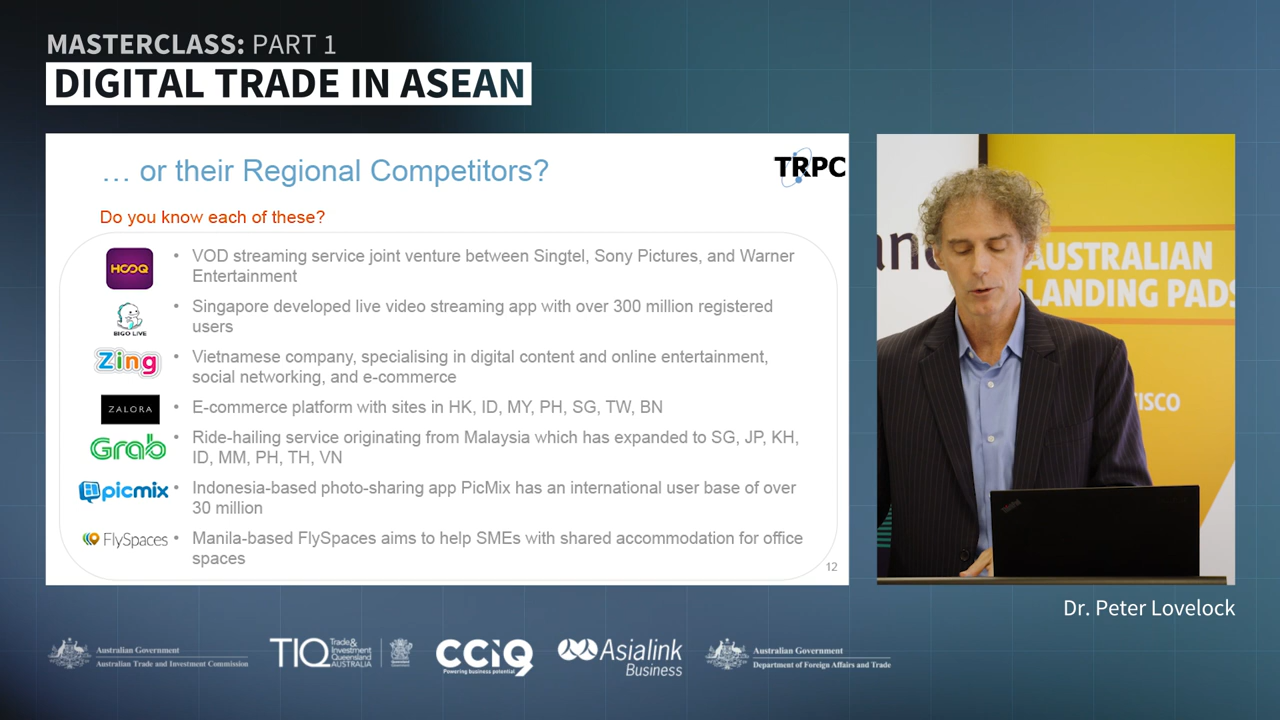 MASTERCLASS: PART 1
DIGITAL TRADE IN ASEAN
… or their Regional Competitors?
TRPC
Do you know each of these?
HOOQ
• VOD streaming service joint venture between Singtel, Sony Pictures, and Warner
Entertainment
BIGO LIVE
• Singapore developed live video streaming app with over 300 million registered
users
Zing
• Vietnamese company, specialising in digital content and online entertainment,
social networking, and e-commerce
ZALORA
• E-commerce platform with sites in HK, ID, MY, PH, SG, TW, BN
Grab
• Ride-hailing service originating from Malaysia which has expanded to SG, JP, KH,
ID, MM, PH, TH, VN
picmix
• Indonesia-based photo-sharing app PicMix has an international user base of over
30 million
FlySpaces
• Manila-based FlySpaces aims to help SMEs with shared accommodation for office
spaces
12
AUSTRALIAN
LANDING PADS
ThinkPad
Dr. Peter Lovelock
Australian Government
Australian Trade and Investment Commission
TIQ
Trade &
Investment
Queensland
AUSTRALIA
CCIQ
Powering business potential
Asialink
Business
Australian Government
Department of Foreign Affairs and Trade